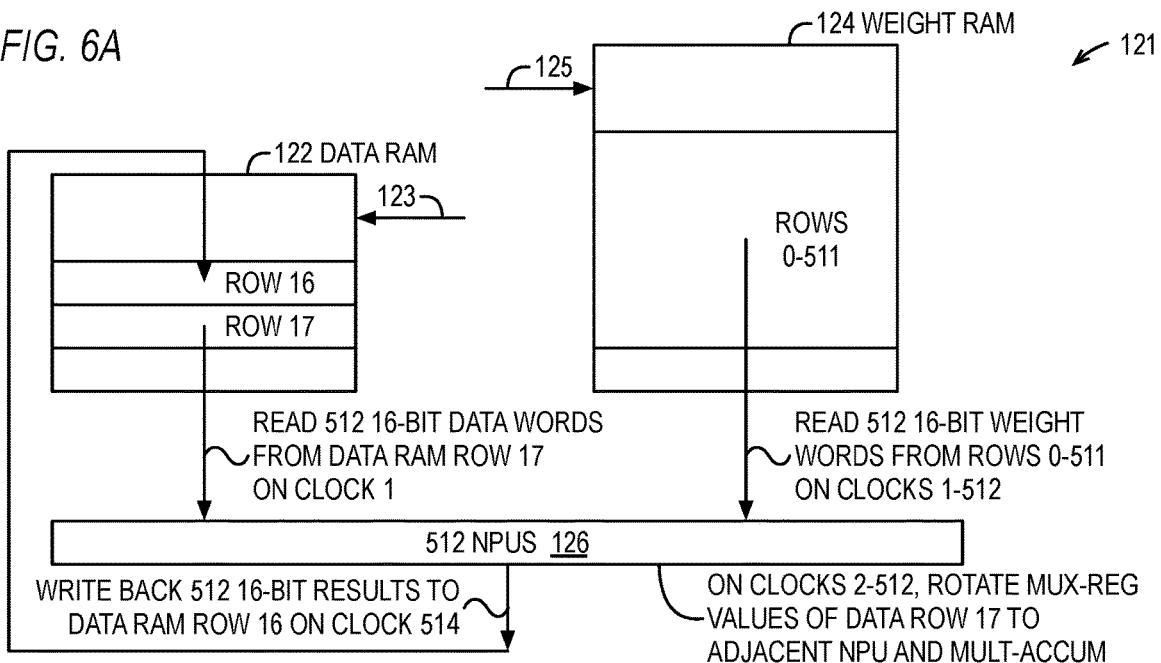 FIG. 6A
124 WEIGHT RAM
121
125
122 DATA RAM
123
ROWS
0-511
ROW 16
ROW 17
READ 512 16-BIT DATA WORDS
FROM DATA RAM ROW 17
ON CLOCK 1
READ 512 16-BIT WEIGHT
WORDS FROM ROWS 0-511
ON CLOCKS 1-512
512 NPUS 126
WRITE BACK 512 16-BIT RESULTS TO
DATA RAM ROW 16 ON CLOCK 514
ON CLOCKS 2-512, ROTATE MUX-REG
VALUES OF DATA ROW 17 TO
ADJACENT NPU AND MULT-ACCUM